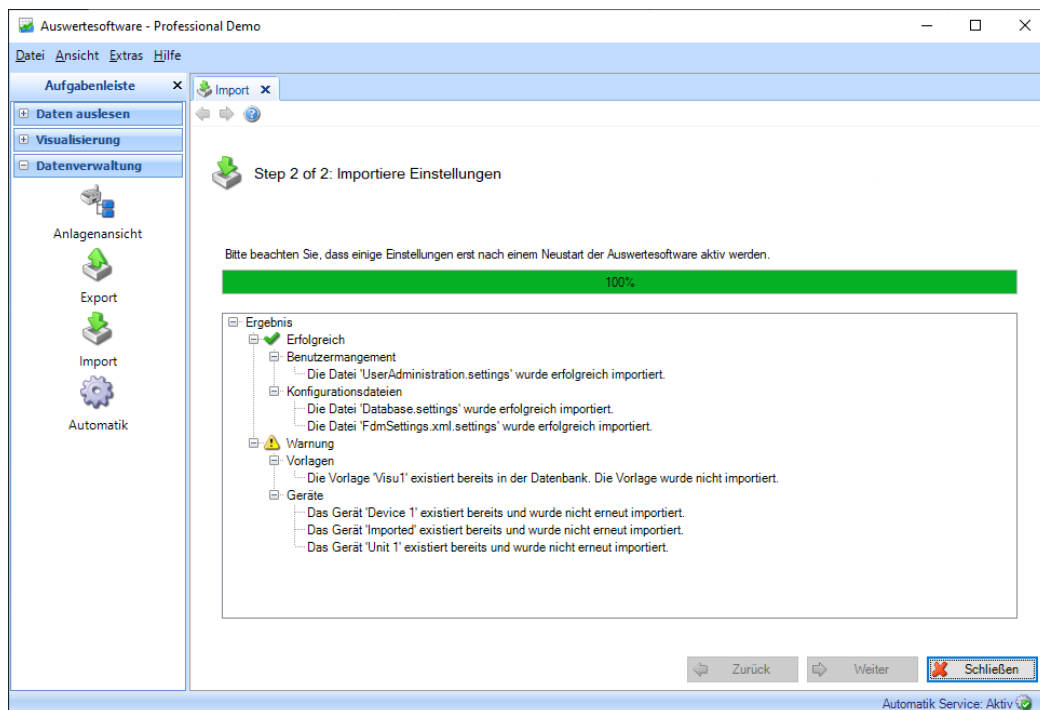 Auswertesoftware - Professional Demo
Datei Ansicht Extras Hilfe
Aufgabenleiste
Daten auslesen
Visualisierung
Datenverwaltung
Anlagenansicht
Export
Import
Automatik
Import
Step 2 of 2: Importiere Einstellungen
Bitte beachten Sie, dass einige Einstellungen erst nach einem Neustart der Auswertesoftware aktiv werden.
100%
Ergebnis
Erfolgreich
Benutzermangement
Die Datei 'UserAdministration.settings' wurde erfolgreich importiert.
Konfigurationsdateien
Die Datei 'Database.settings' wurde erfolgreich importiert.
Die Datei 'FdmSettings.xml.settings' wurde erfolgreich importiert.
Warnung
Vorlagen
Die Vorlage 'Visu1' existiert bereits in der Datenbank. Die Vorlage wurde nicht importiert.
Geräte
Das Gerät 'Device 1' existiert bereits und wurde nicht erneut importiert.
Das Gerät 'Imported' existiert bereits und wurde nicht erneut importiert.
Das Gerät 'Unit 1' existiert bereits und wurde nicht erneut importiert.
Zurück
Weiter
Schließen
Automatik Service: Aktiv